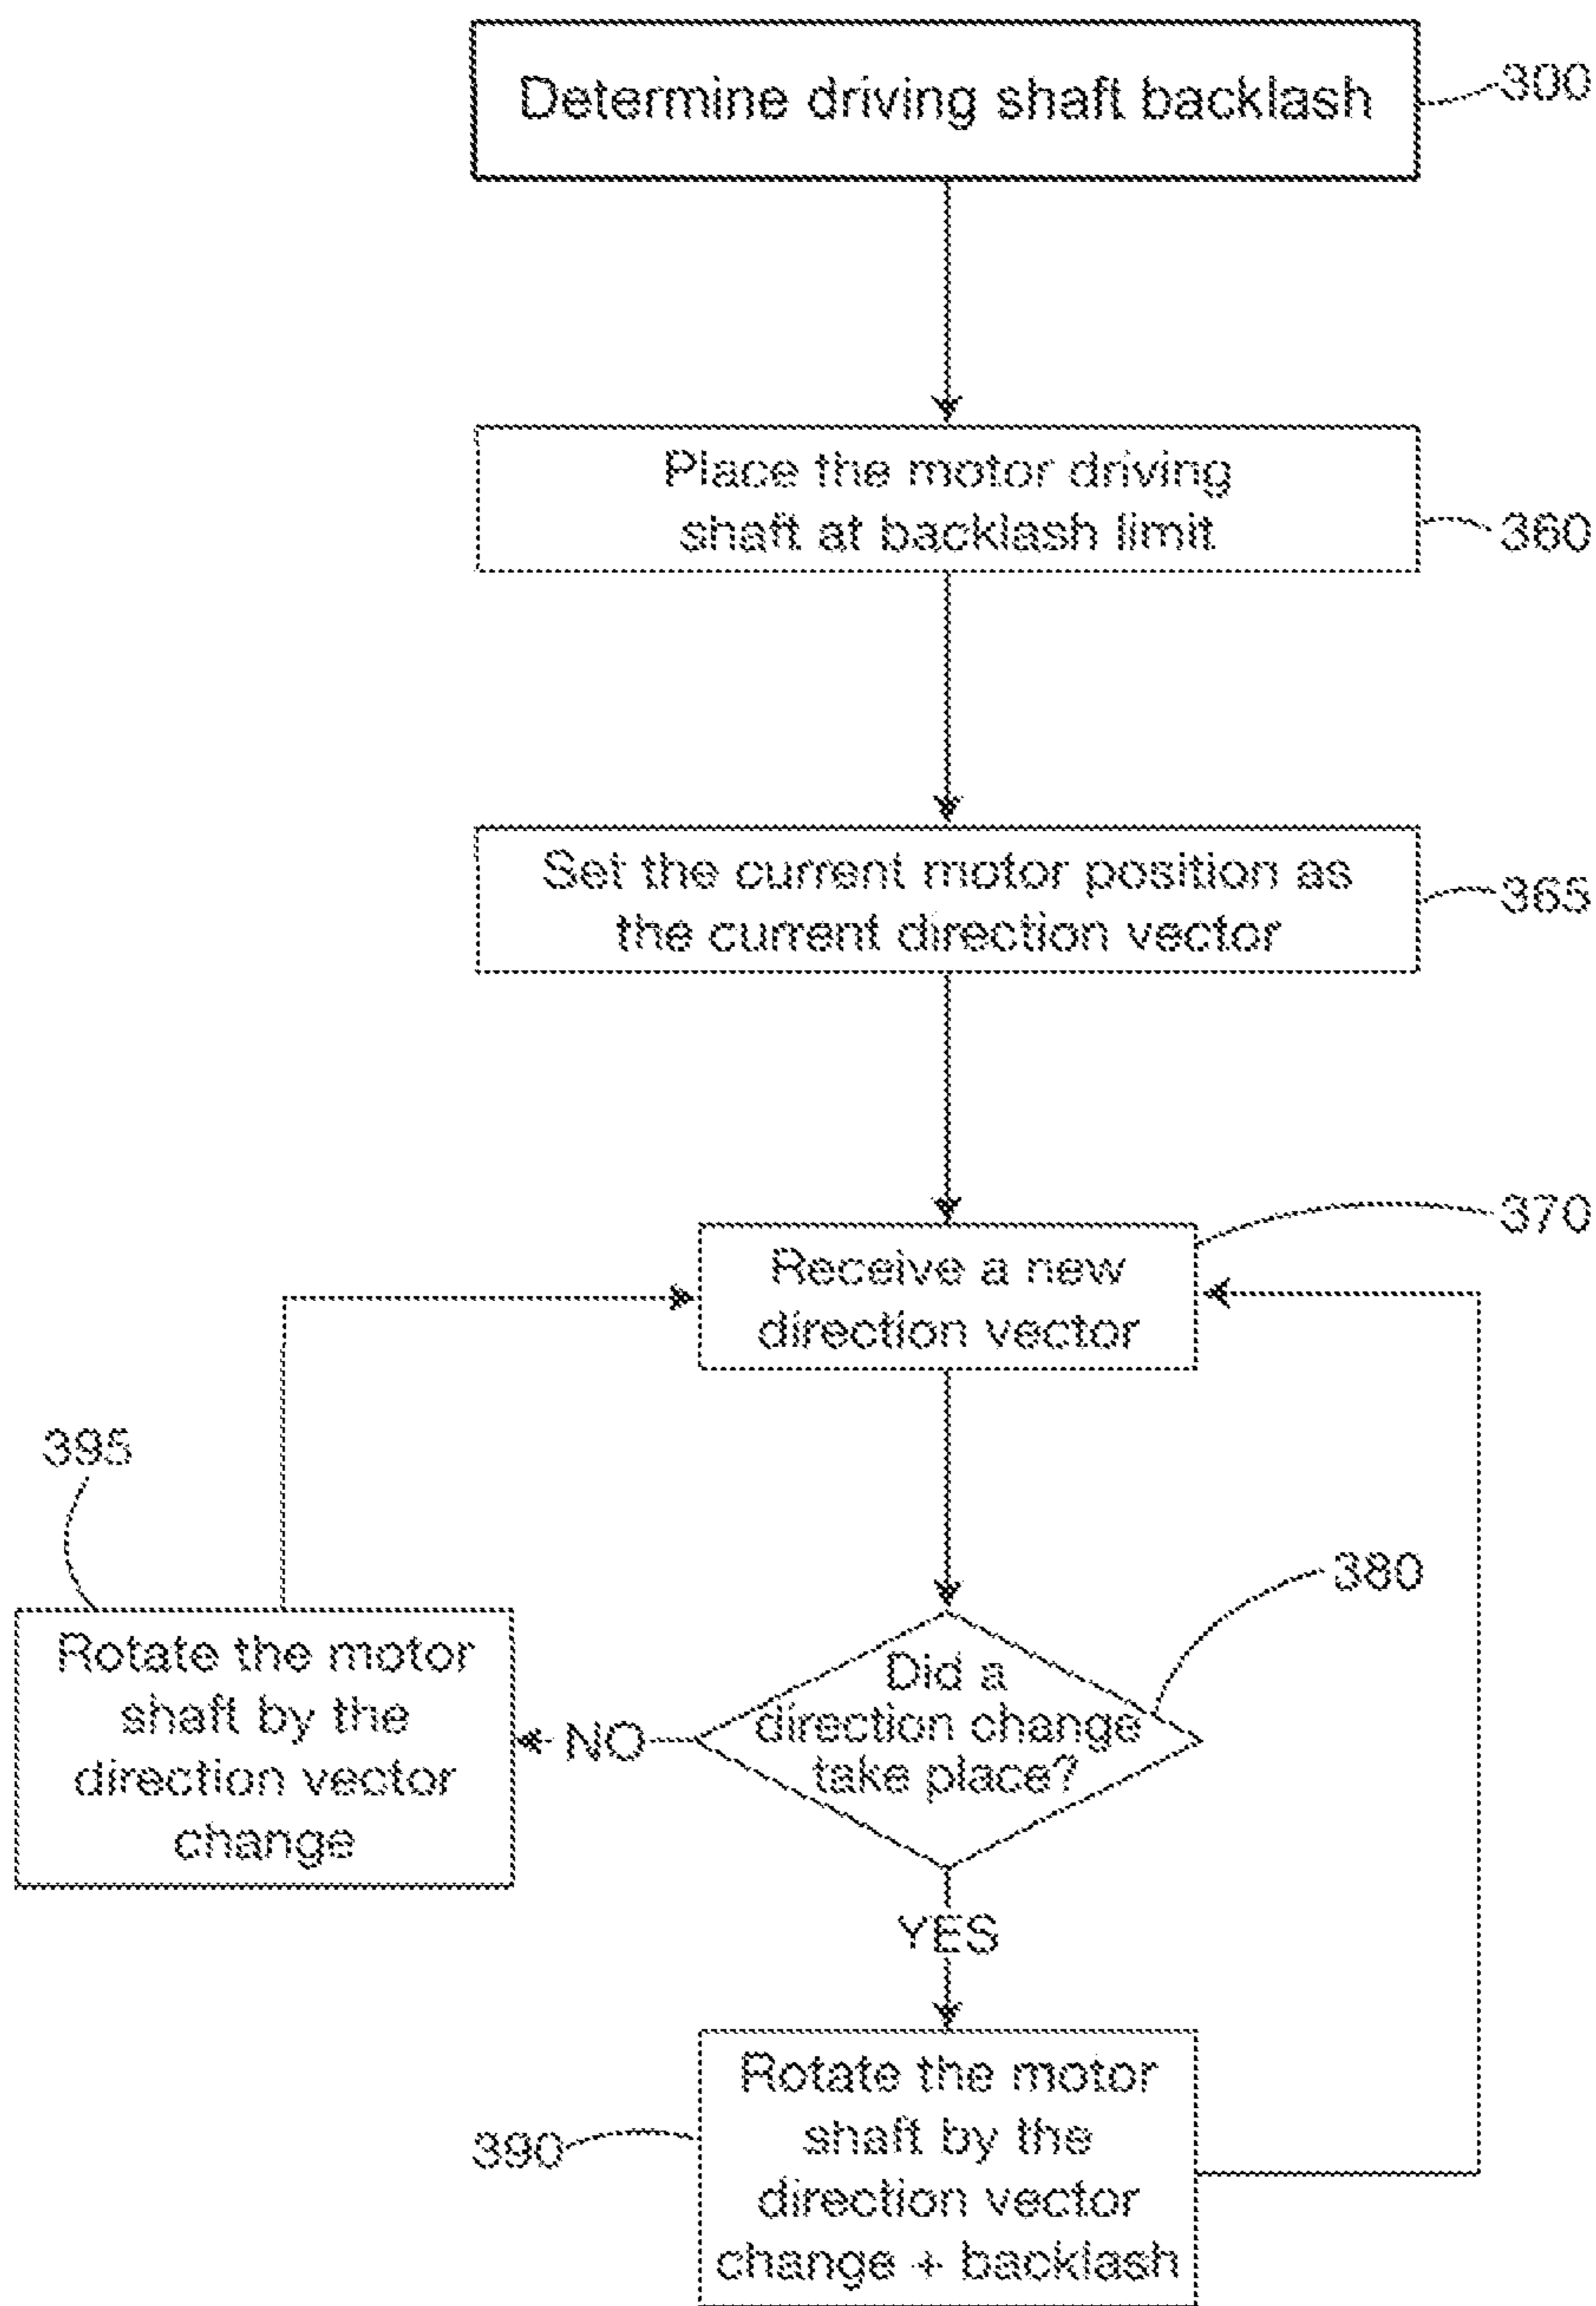 Determine driving shaft backlash
300
Place the motor driving
shaft at backlash limit
360
Set the current motor position as
the current direction vector
365
370
Receive a new
direction vector
395
380
Rotate the motor
shaft by the
direction vector
change
NO
Did a
direction change
take place?
YES
390
Rotate the motor
shaft by the
direction vector
change + backlash